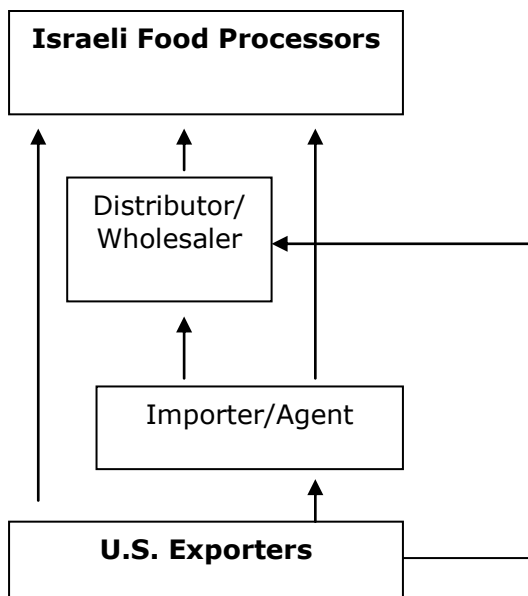 Israeli Food Processors
Distributor/
Wholesaler
Importer/Agent
U.S. Exporters